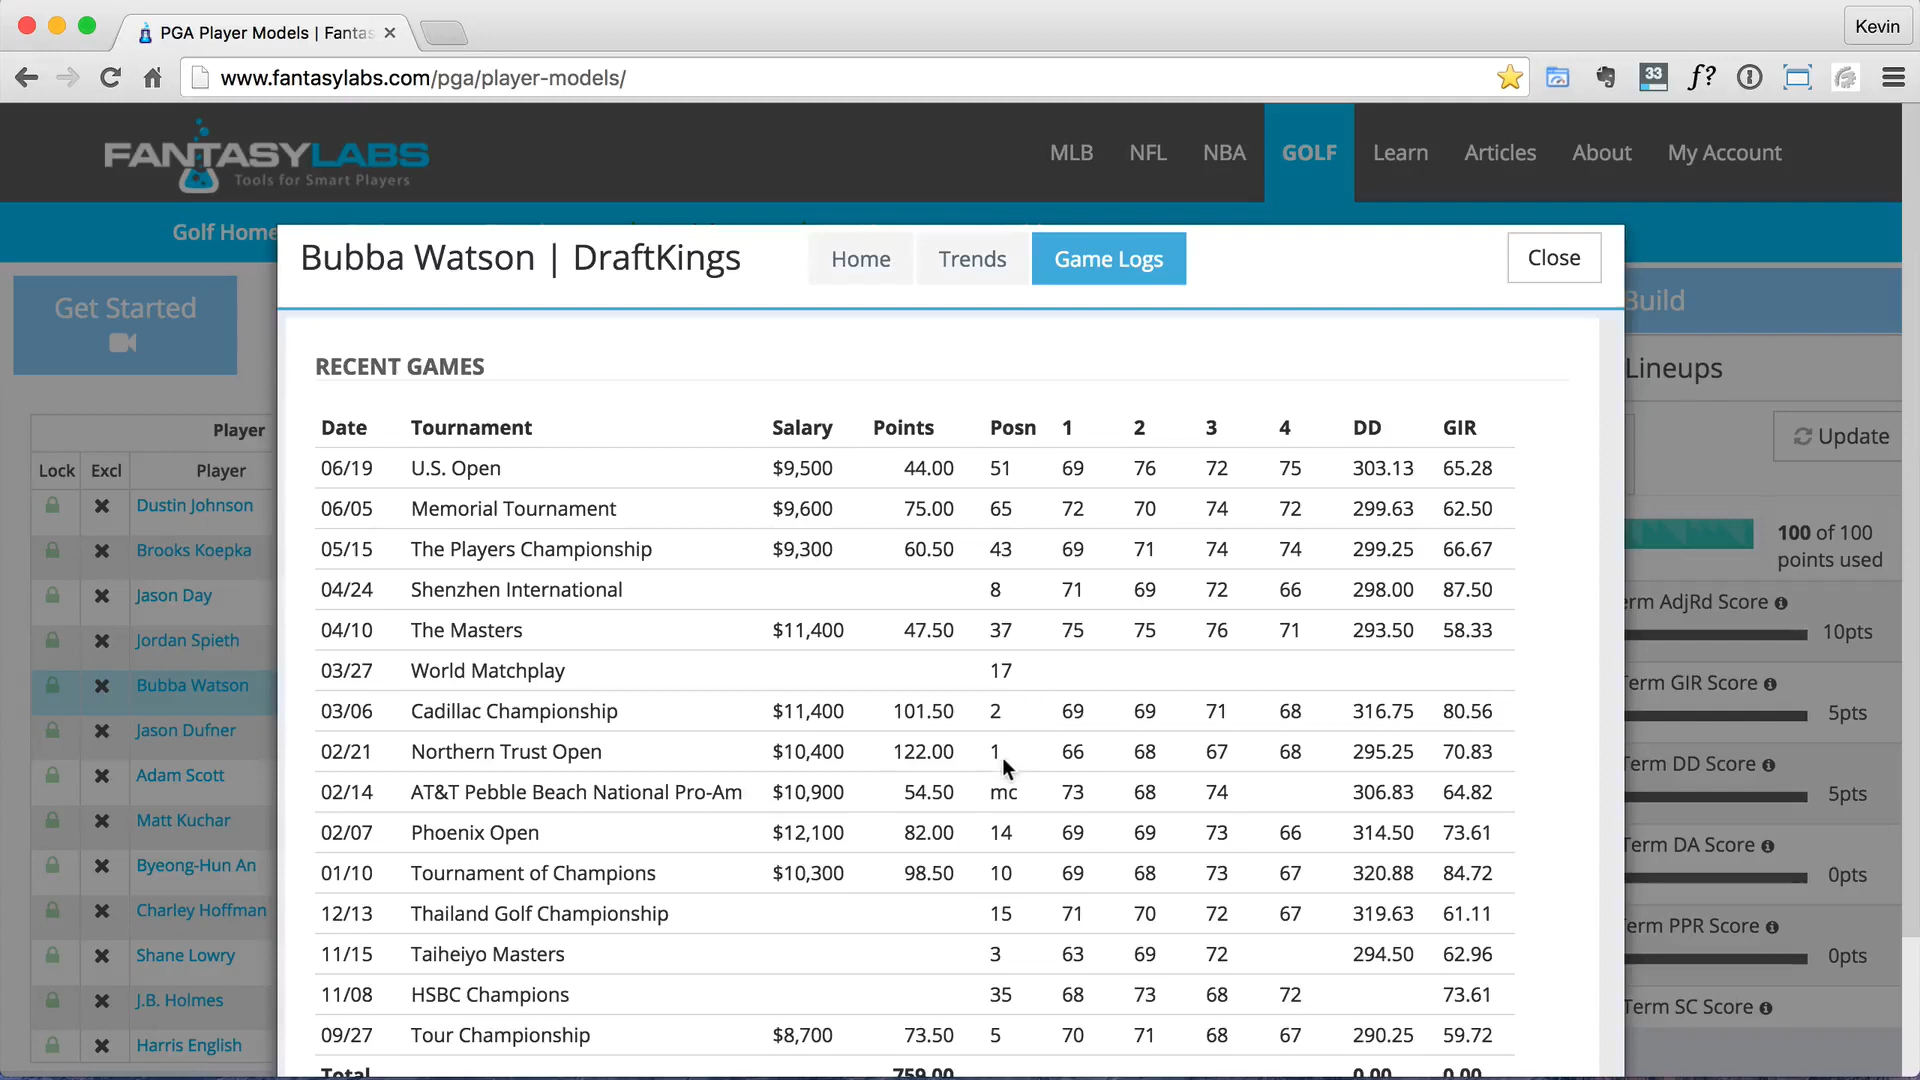 PGA Player Models | Fantas
Kevin
www.fantasylabs.com/pga/player-models/
33
f?
FANTASYLABS
Tools for Smart Players
MLB NFL NBA GOLF Learn Articles About My Account
Golf Home
Bubba Watson | DraftKings Home Trends Game Logs Close
Get Started
Build
Lineups
RECENT GAMES
Player
Lock Excl Player
Update
100 of 100
points used
Date Tournament Salary Points Posn 1 2 3 4 DD GIR
06/19 U.S. Open $9,500 44.00 51 69 76 72 75 303.13 65.28
06/05 Memorial Tournament $9,600 75.00 65 72 70 74 72 299.63 62.50
05/15 The Players Championship $9,300 60.50 43 69 71 74 74 299.25 66.67
04/24 Shenzhen International 8 71 69 72 66 298.00 87.50
04/10 The Masters $11,400 47.50 37 75 75 76 71 293.50 58.33
03/27 World Matchplay 17
03/06 Cadillac Championship $11,400 101.50 2 69 69 71 68 316.75 80.56
02/21 Northern Trust Open $10,400 122.00 1 66 68 67 68 295.25 70.83
02/14 AT&T Pebble Beach National Pro-Am $10,900 54.50 mc 73 68 74 306.83 64.82
02/07 Phoenix Open $12,100 82.00 14 69 69 73 66 314.50 73.61
01/10 Tournament of Champions $10,300 98.50 10 69 68 73 67 320.88 84.72
12/13 Thailand Golf Championship 15 71 70 72 67 319.63 61.11
11/15 Taiheiyo Masters 3 63 69 72 294.50 62.96
11/08 HSBC Champions 35 68 73 68 72 73.61
09/27 Tour Championship $8,700 73.50 5 70 71 68 67 290.25 59.72
Total 759.00 0.00 0.00
Dustin Johnson
Brooks Koepka
Jason Day
Jordan Spieth
Bubba Watson
Jason Dufner
Adam Scott
Matt Kuchar
Byeong-Hun An
Charley Hoffman
Shane Lowry
J.B. Holmes
Harris English
erm AdjRd Score
10pts
Term GIR Score
5pts
Term DD Score
5pts
Term DA Score
0pts
erm PPR Score
0pts
Term SC Score